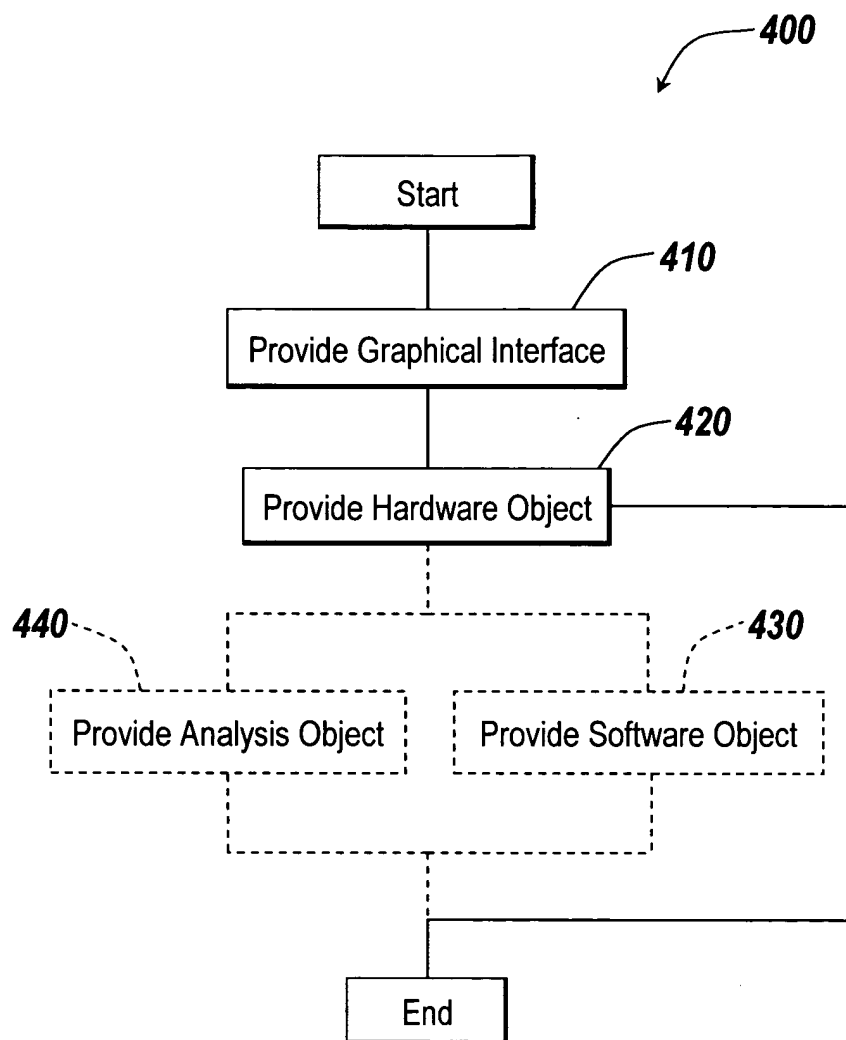 400
Start
410
Provide Graphical Interface
420
Provide Hardware Object
440
430
Provide Analysis Object
Provide Software Object
End